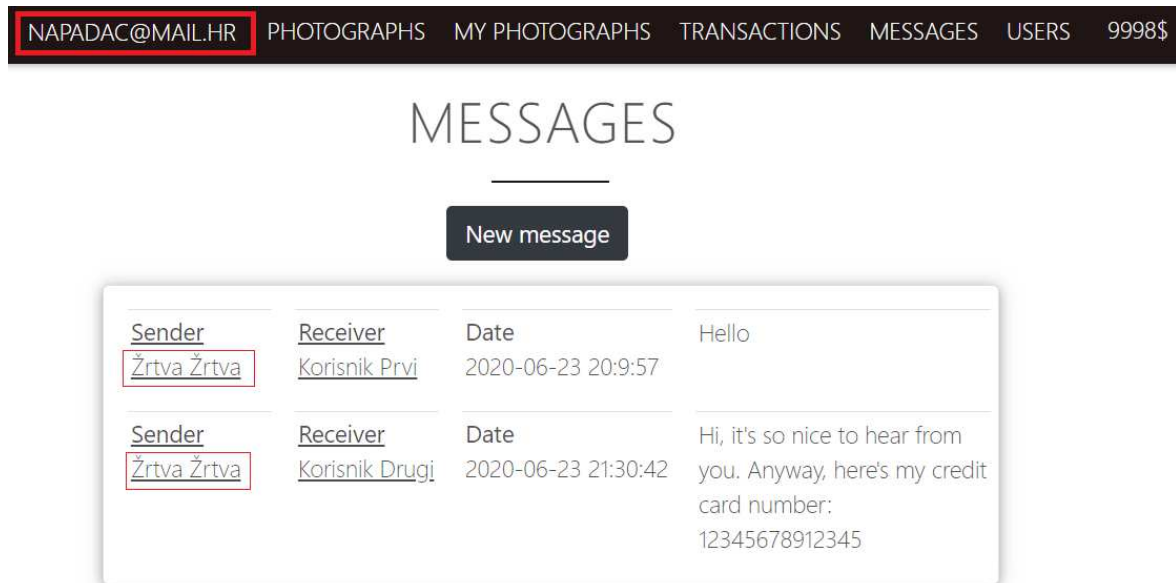 NAPADAC@MAIL.HR PHOTOGRAPHS MY PHOTOGRAPHS TRANSACTIONS MESSAGES USERS 9998$
MESSAGES
New message
Sender Receiver Date Hello
Žrtva Žrtva Korisnik Prvi 2020-06-23 20:9:57
Sender Receiver Date Hi, it's so nice to hear from
Žrtva Žrtva Korisnik Drugi 2020-06-23 21:30:42 you. Anyway, here's my credit
card number:
12345678912345